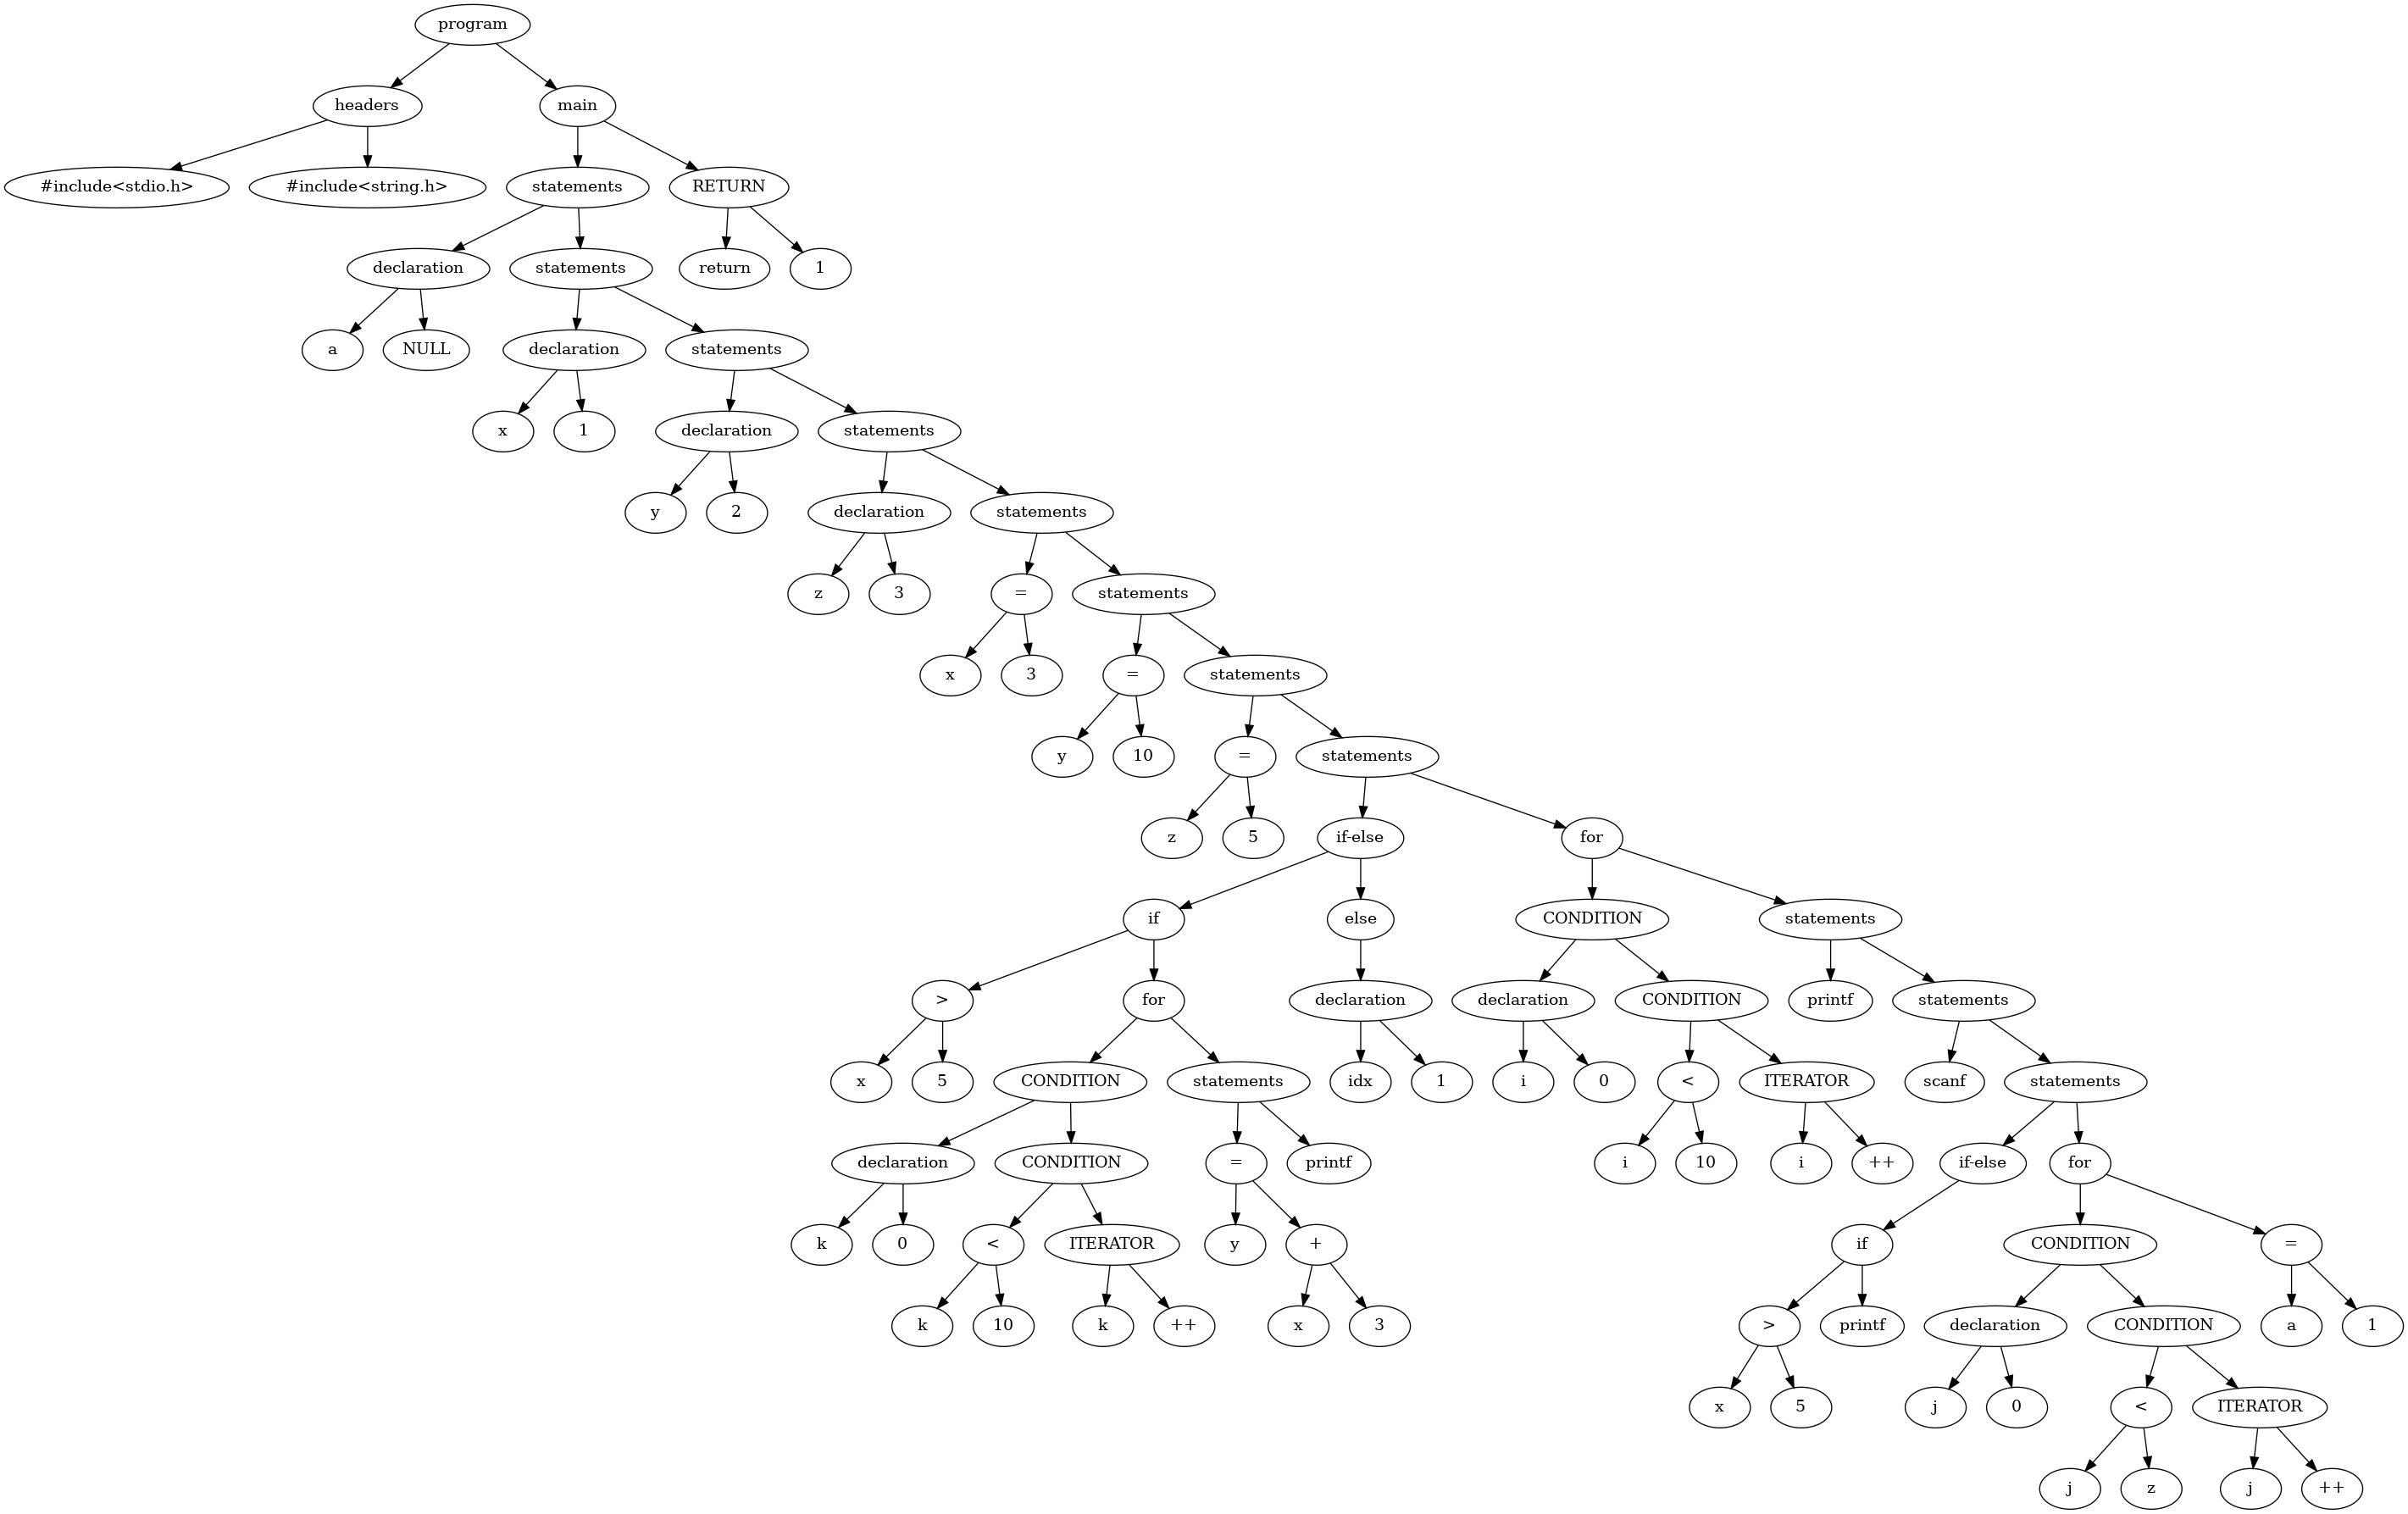 program
headers
main
#include<stdio.h>
#include<string.h>
statements
RETURN
declaration
statements
return
1
a
NULL
declaration
statements
x
1
declaration
statements
y
2
declaration
statements
z
3
=
statements
x
3
=
statements
y
10
=
statements
z
5
if-else
for
if
else
CONDITION
statements
>
for
declaration
declaration
CONDITION
printf
statements
x
5
CONDITION
statements
idx
1
i
0
<
ITERATOR
scanf
statements
declaration
CONDITION
=
printf
i
10
i
++
if-else
for
k
0
<
ITERATOR
y
+
if
CONDITION
=
k
10
k
++
x
3
>
printf
declaration
CONDITION
a
1
x
5
j
0
<
ITERATOR
j
z
j
++